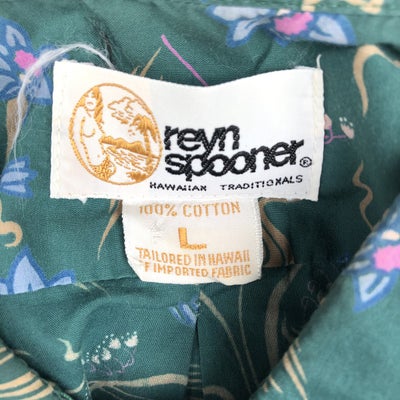 reyn
spooner®
HAWAIIAN TRADITIONALS
100% COTTON
L
TAILORED IN HAWAII
OF IMPORTED FABRIC